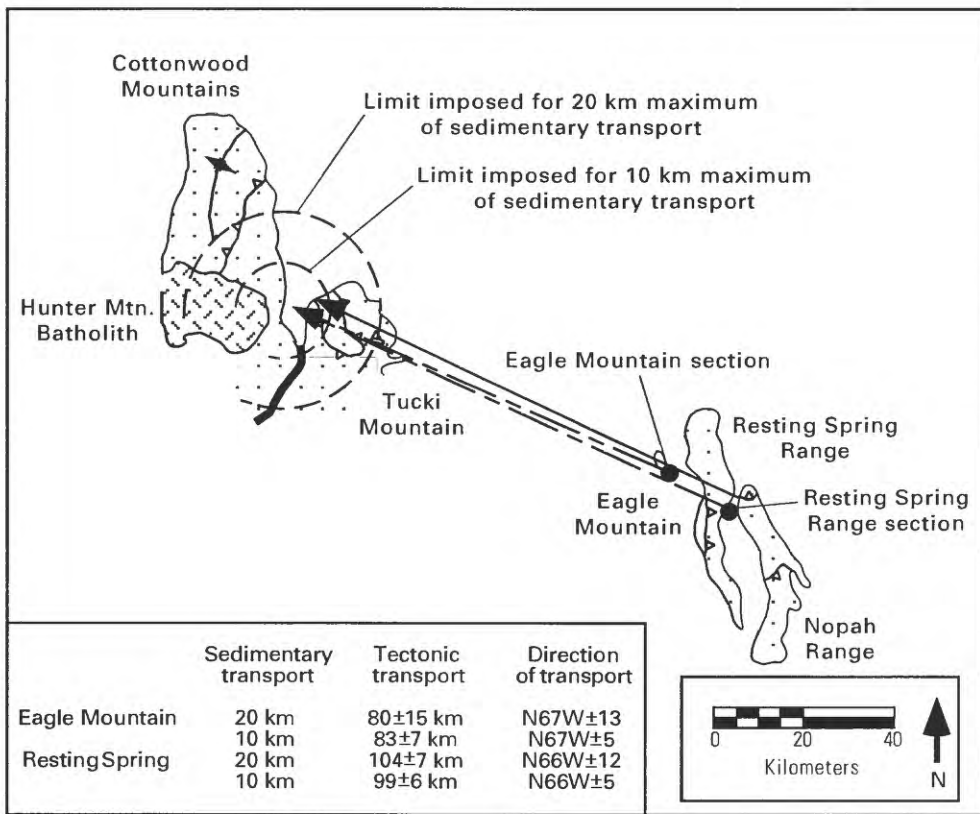 Cottonwood
Mountains
Limit imposed for 20 km maximum
of sedimentary transport
Limit imposed for 10 km maximum
of sedimentary transport
Hunter Mtn.
Batholith
Tucki
Mountain
Eagle Mountain section
Resting Spring
Range
Eagle
Mountain
Resting Spring
Range section
Nopah
Range
Sedimentary Tectonic Direction
transport transport of transport
Eagle Mountain 20 km 80±15 km N67W±13
10 km 83±7 km N67W±5
Resting Spring 20 km 104±7 km N66W±12
10 km 99±6 km N66W±5
0 20 40
Kilometers
N